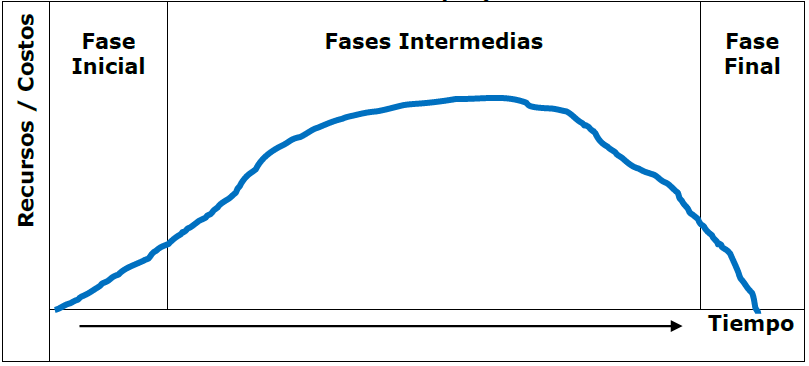 Fase
Inicial
Fases Intermedias
Fase
Final
Recursos / Costos
Tiempo